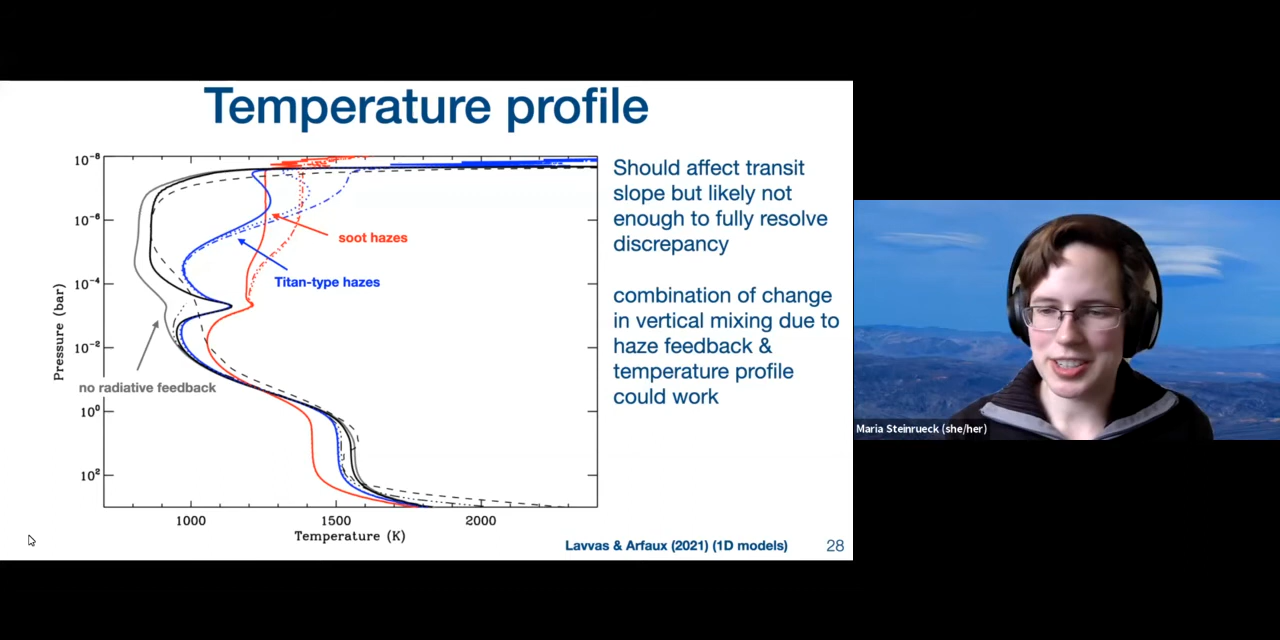 Temperature profile
10⁻⁸
10⁻⁶
10⁻⁴
10⁻²
10⁰
10²
Pressure (bar)
soot hazes
Titan-type hazes
no radiative feedback
1000
1500
2000
Temperature (K)
Should affect transit
slope but likely not
enough to fully resolve
discrepancy
combination of change
in vertical mixing due to
haze feedback &
temperature profile
could work
Lavvas & Arfaux (2021) (1D models)
28
Maria Steinrueck (she/her)